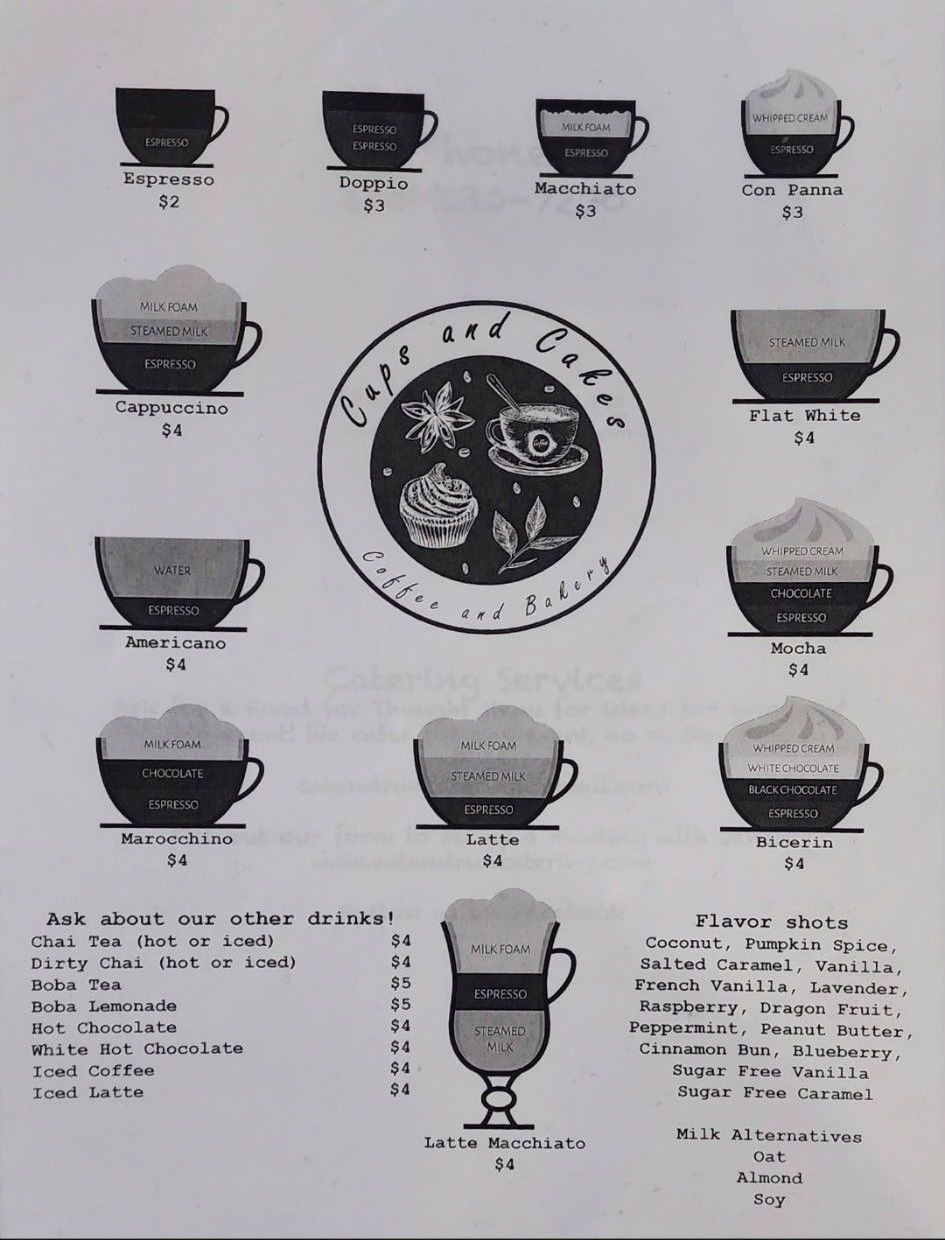 ESPRESSO
Espresso
$2
ESPRESSO
ESPRESSO
Doppio
$3
MILK FOAM
ESPRESSO
Macchiato
$3
WHIPPED CREAM
ESPRESSO
Con Panna
$3
MILK FOAM
STEAMED MILK
ESPRESSO
Cappuccino
$4
Cups and Cakes
Coffee
Coffee and Bakery
STEAMED MILK
ESPRESSO
Flat White
$4
WATER
ESPRESSO
Americano
$4
WHIPPED CREAM
STEAMED MILK
CHOCOLATE
ESPRESSO
Mocha
$4
Catering Services
MILK FOAM
CHOCOLATE
ESPRESSO
Marocchino
$4
MILK FOAM
STEAMED MILK
ESPRESSO
Latte
$4
WHIPPED CREAM
WHITE CHOCOLATE
BLACK CHOCOLATE
ESPRESSO
Bicerin
$4
Ask about our other drinks!
Chai Tea (hot or iced) $4
Dirty Chai (hot or iced) $4
Boba Tea $5
Boba Lemonade $5
Hot Chocolate $4
White Hot Chocolate $4
Iced Coffee $4
Iced Latte $4
MILK FOAM
ESPRESSO
STEAMED
MILK
Latte Macchiato
$4
Flavor shots
Coconut, Pumpkin Spice,
Salted Caramel, Vanilla,
French Vanilla, Lavender,
Raspberry, Dragon Fruit,
Peppermint, Peanut Butter,
Cinnamon Bun, Blueberry,
Sugar Free Vanilla
Sugar Free Caramel
Milk Alternatives
Oat
Almond
Soy